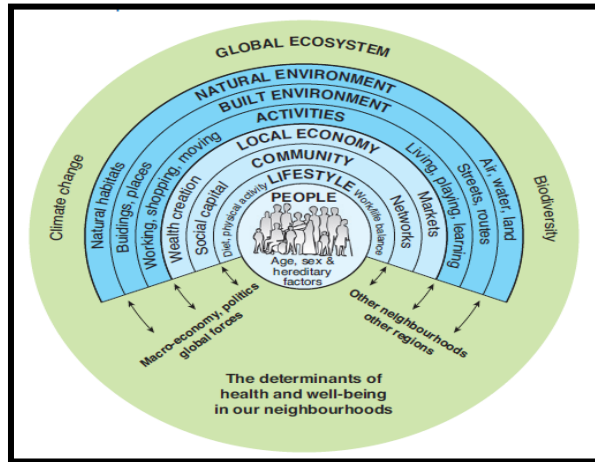 GLOBAL ECOSYSTEM
NATURAL ENVIRONMENT
BUILT ENVIRONMENT
ACTIVITIES
LOCAL ECONOMY
COMMUNITY
LIFESTYLE
PEOPLE
Age, sex &
hereditary
factors
Climate change
Natural habitats
Buidings, places
Working, shopping, moving
Wealth creation
Social capital
Diet, physical activity
Work/life balance
Networks
Markets
Living, playing, learning
Streets, routes
Air, water, land
Biodiversity
Macro-economy, politics
global forces
Other neighbourhoods
other regions
The determinants of
health and well-being
in our neighbourhoods